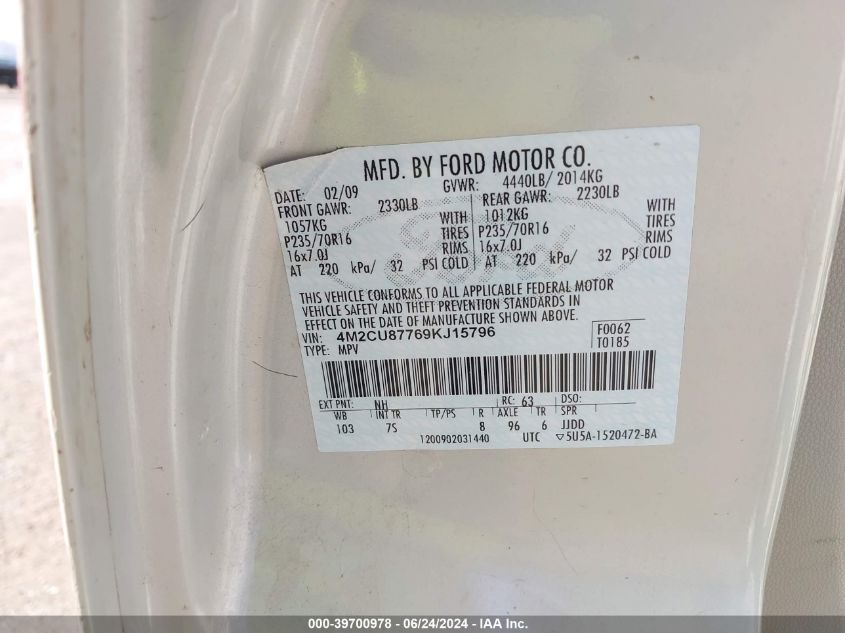 MFD. BY FORD MOTOR CO.
DATE: 02/09 GVWR: 4440LB/ 2014KG
FRONT GAWR: 2330LB REAR GAWR: 2230LB
1057KG WITH 1012KG WITH
P235/70R16 TIRES P235/70R16 TIRES
16x7.0J RIMS 16x7.0J RIMS
AT 220 kPa/ 32 PSI COLD AT 220 kPa/ 32 PSI COLD
THIS VEHICLE CONFORMS TO ALL APPLICABLE FEDERAL MOTOR
VEHICLE SAFETY AND THEFT PREVENTION STANDARDS IN
EFFECT ON THE DATE OF MANUFACTURE SHOWN ABOVE.
VIN: 4M2CU87769KJ15796 F0062
TYPE: MPV T0185
EXT PNT: NH RC: 63 DSO:
WB INT TR TP/PS R AXLE TR SPR
103 7S 8 96 6 JJDD
1200902031440 UTC ▽5U5A-1520472-BA
Ford
000-39700978 - 06/24/2024 - IAA Inc.